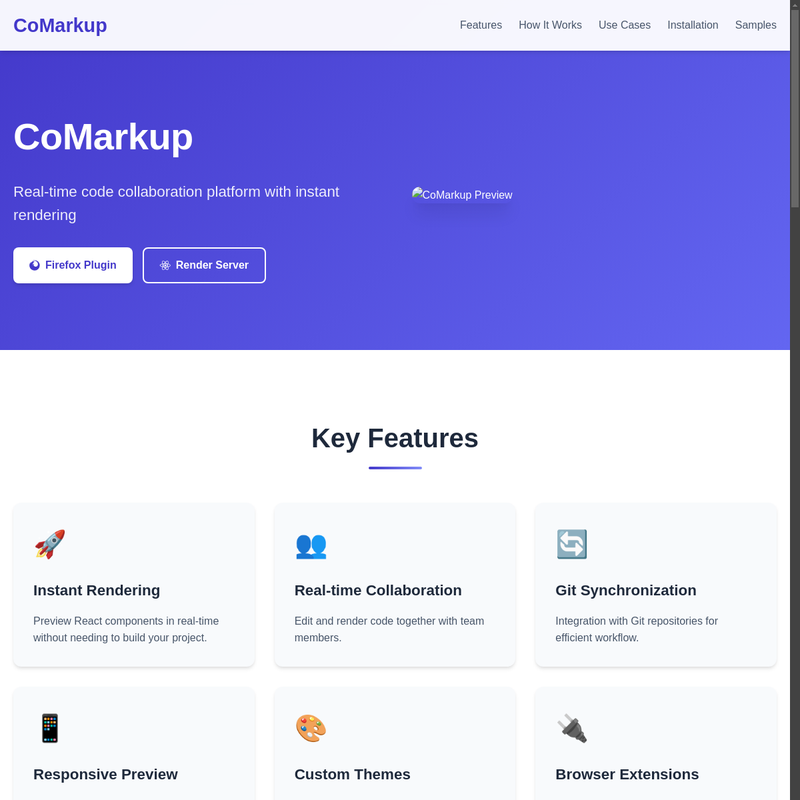 CoMarkup
Features
How It Works
Use Cases
Installation
Samples
CoMarkup
Real-time code collaboration platform with instant
rendering
Firefox Plugin
Render Server
CoMarkup Preview
Key Features
Instant Rendering
Preview React components in real-time
without needing to build your project.
Real-time Collaboration
Edit and render code together with team
members.
Git Synchronization
Integration with Git repositories for
efficient workflow.
Responsive Preview
Custom Themes
Browser Extensions